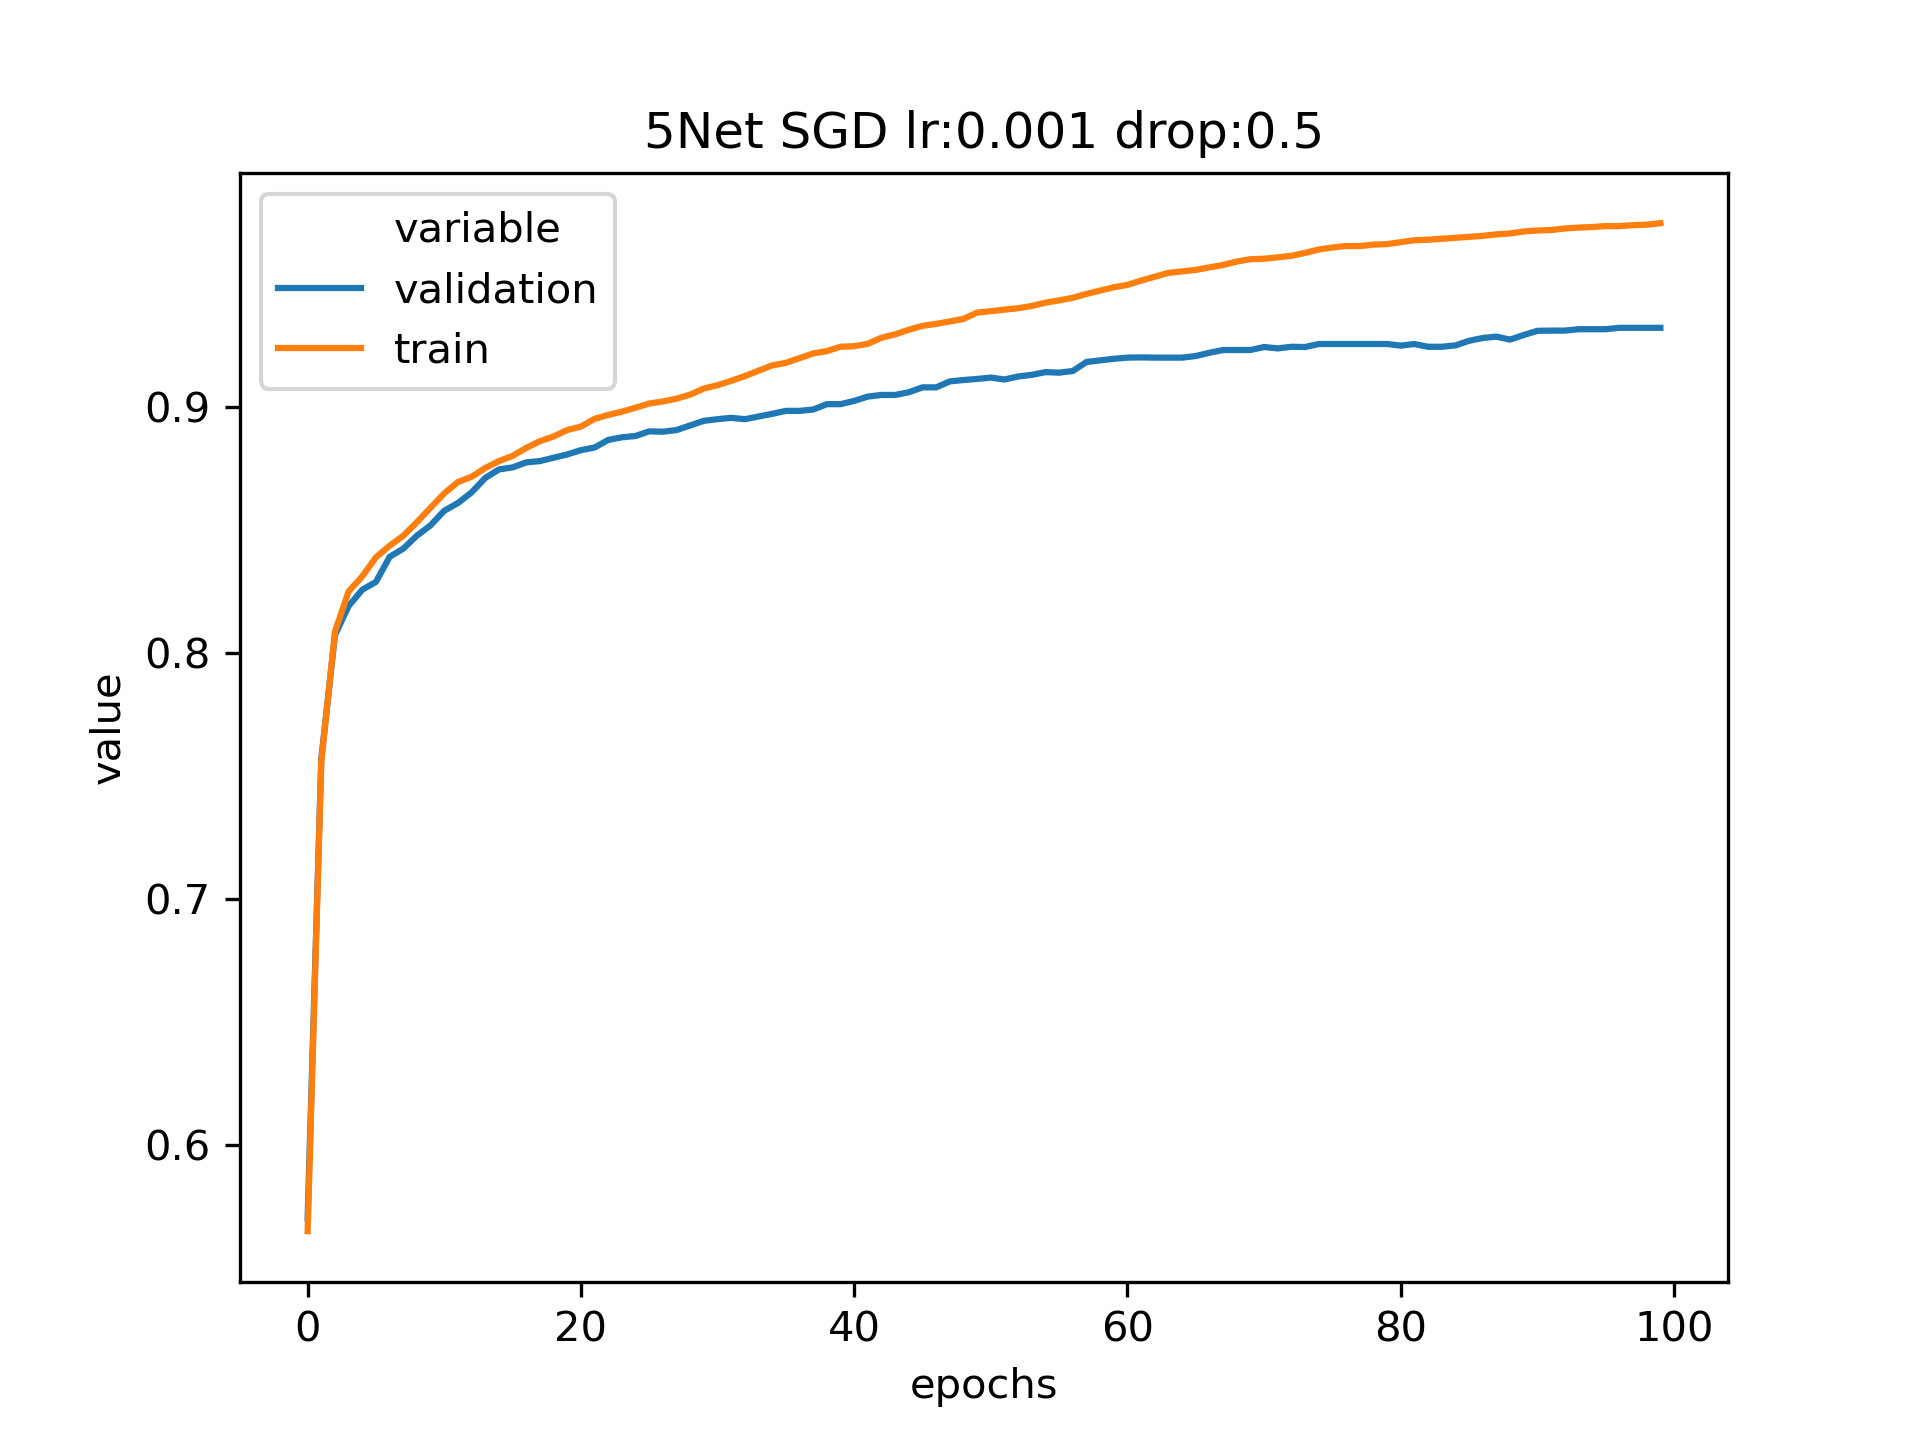 5Net SGD lr:0.001 drop:0.5
variable
validation
train
value
0.9
0.8
0.7
0.6
0 20 40 60 80 100
epochs